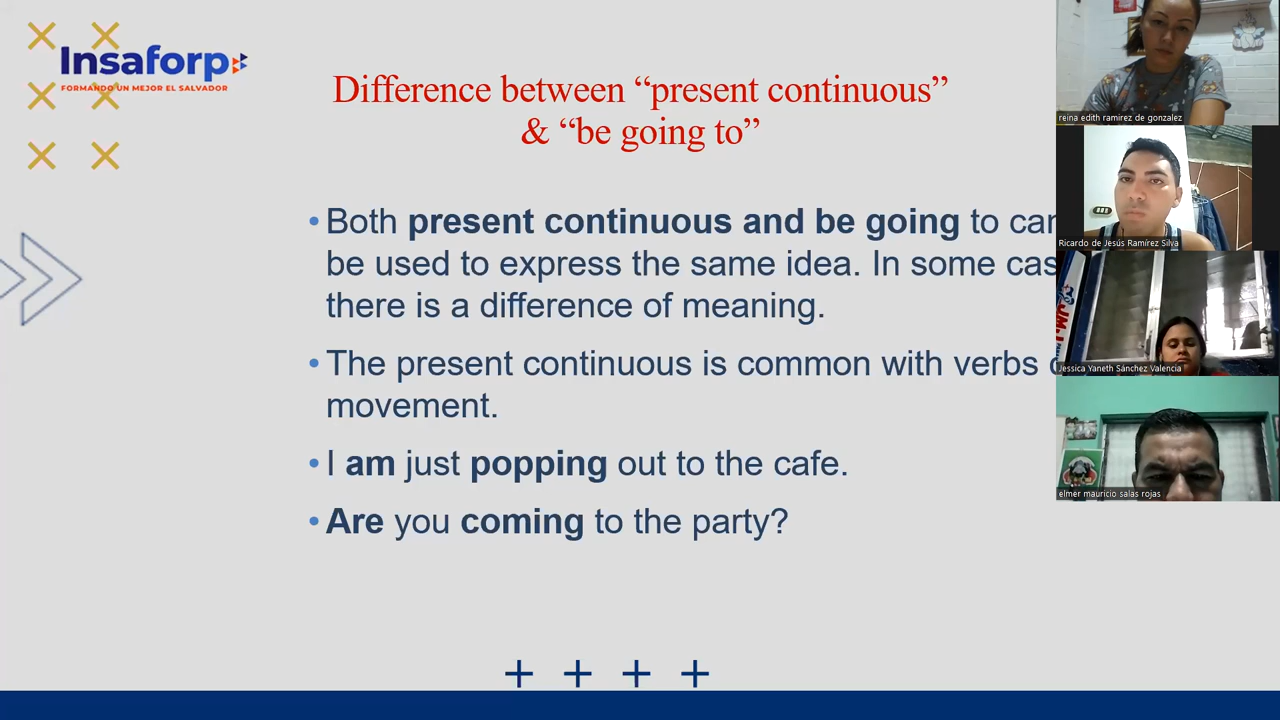 Insaforp
FORMANDO UN MEJOR EL SALVADOR
Difference between “present continuous”
& “be going to”
• Both present continuous and be going to can
be used to express the same idea. In some cas
there is a difference of meaning.
• The present continuous is common with verbs
movement.
• I am just popping out to the cafe.
• Are you coming to the party?
reina edith ramirez de gonzalez
Ricardo de Jesús Ramírez Silva
Jessica Yaneth Sánchez Valencia
elmer mauricio salas rojas